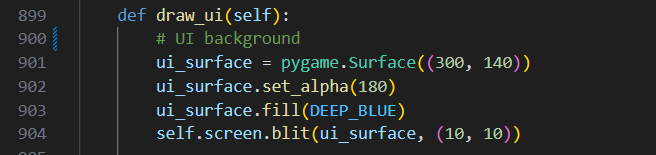 899 def draw_ui(self):
900 # UI background
901 ui_surface = pygame.Surface((300, 140))
902 ui_surface.set_alpha(180)
903 ui_surface.fill(DEEP_BLUE)
904 self.screen.blit(ui_surface, (10, 10))